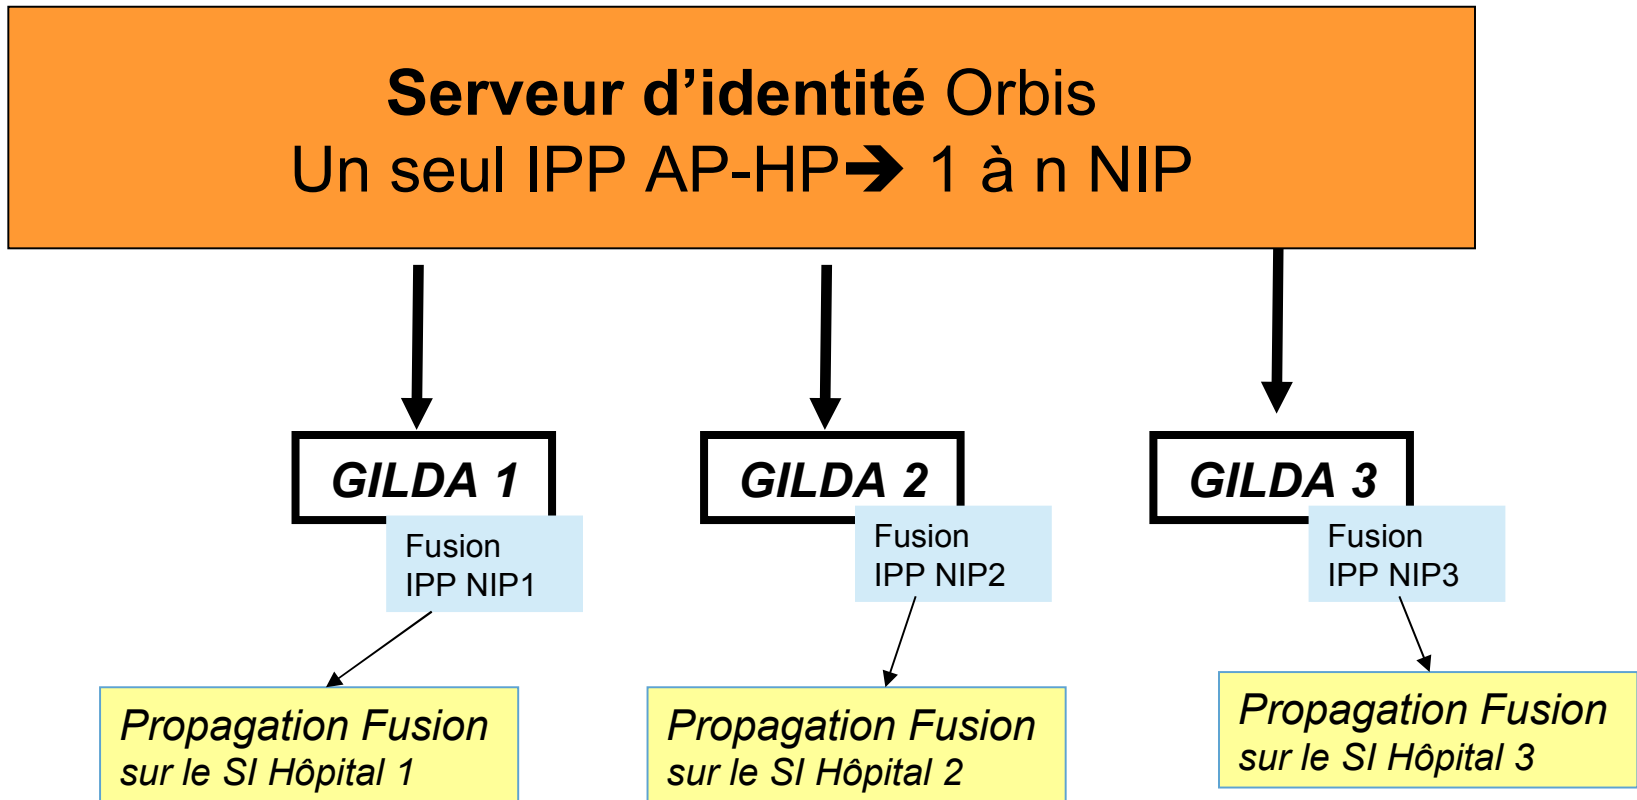 Serveur d’identité Orbis
Un seul IPP AP-HP➔ 1 à n NIP
GILDA 1
GILDA 2
GILDA 3
Fusion
IPP NIP1
Fusion
IPP NIP2
Fusion
IPP NIP3
Propagation Fusion
sur le SI Hôpital 1
Propagation Fusion
sur le SI Hôpital 2
Propagation Fusion
sur le SI Hôpital 3